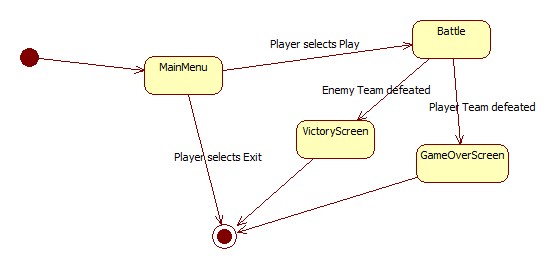 Battle
Player selects Play
MainMenu
Enemy Team defeated
Player Team defeated
VictoryScreen
GameOverScreen
Player selects Exit